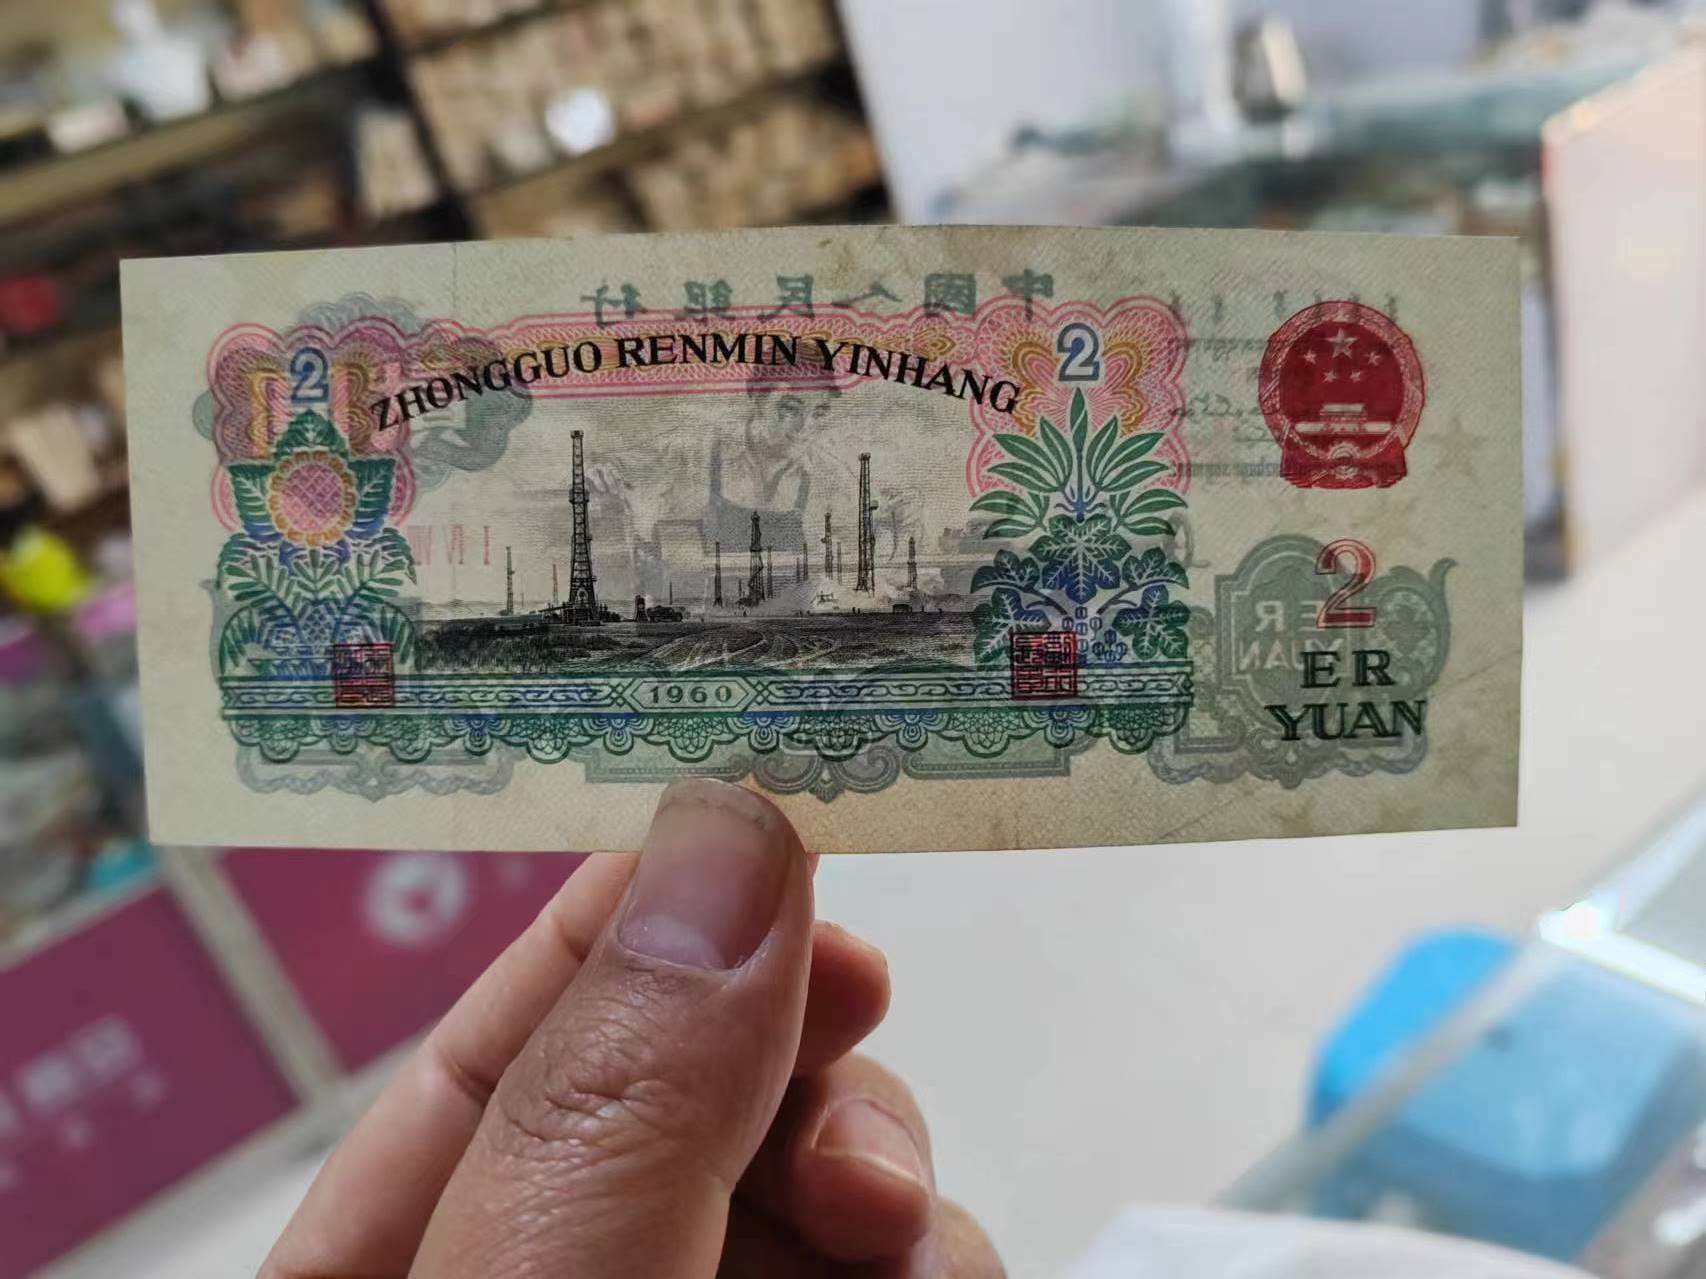 中國人民銀行
ZHONGGUO RENMIN YINHANG
2
2
1960
2
ER
YUAN